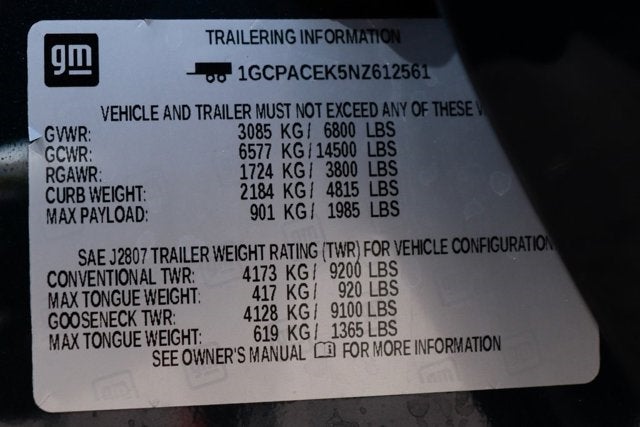 gm
TRAILERING INFORMATION
1GCPACEK5NZ612561
VEHICLE AND TRAILER MUST NOT EXCEED ANY OF THESE
GVWR: 3085 KG/ 6800 LBS
GCWR: 6577 KG/ 14500 LBS
RGAWR: 1724 KG/ 3800 LBS
CURB WEIGHT: 2184 KG/ 4815 LBS
MAX PAYLOAD: 901 KG/ 1985 LBS
SAE J2807 TRAILER WEIGHT RATING (TWR) FOR VEHICLE CONFIGURATION
CONVENTIONAL TWR: 4173 KG/ 9200 LBS
MAX TONGUE WEIGHT: 417 KG/ 920 LBS
GOOSENECK TWR: 4128 KG/ 9100 LBS
MAX TONGUE WEIGHT: 619 KG/ 1365 LBS
SEE OWNER'S MANUAL FOR MORE INFORMATION